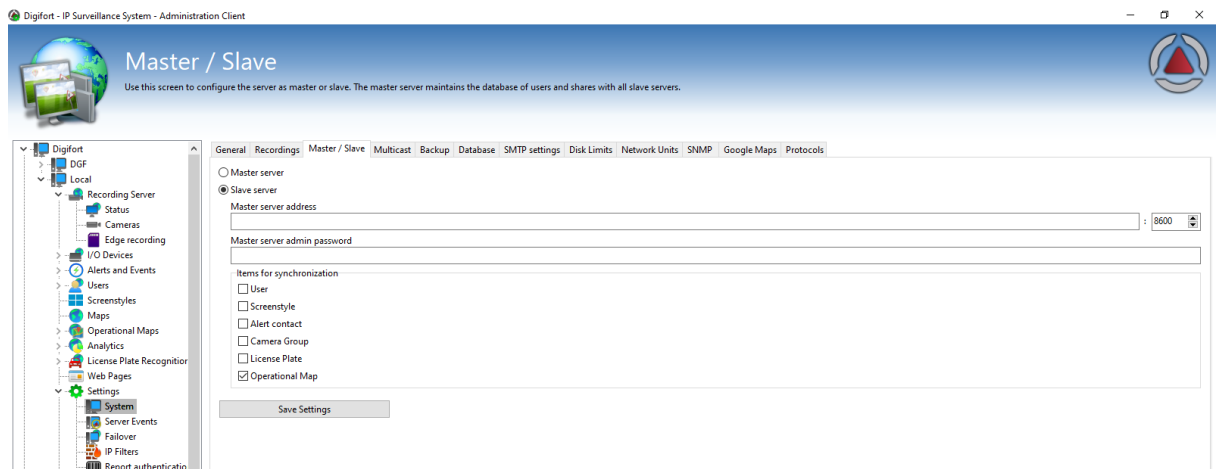 Digifort - IP Surveillance System - Administration Client
Master / Slave
Use this screen to configure the server as master or slave. The master server maintains the database of users and shares with all slave servers.
Digifort
DGF
Local
Recording Server
Status
Cameras
Edge recording
I/O Devices
Alerts and Events
Users
Screenstyles
Maps
Operational Maps
Analytics
License Plate Recognition
Web Pages
Settings
System
Server Events
Failover
IP Filters
Report authenticatio
General Recordings Master / Slave Multicast Backup Database SMTP settings Disk Limits Network Units SNMP Google Maps Protocols
Master server
Slave server
Master server address
: 8600
Master server admin password
Items for synchronization
User
Screenstyle
Alert contact
Camera Group
License Plate
Operational Map
Save Settings